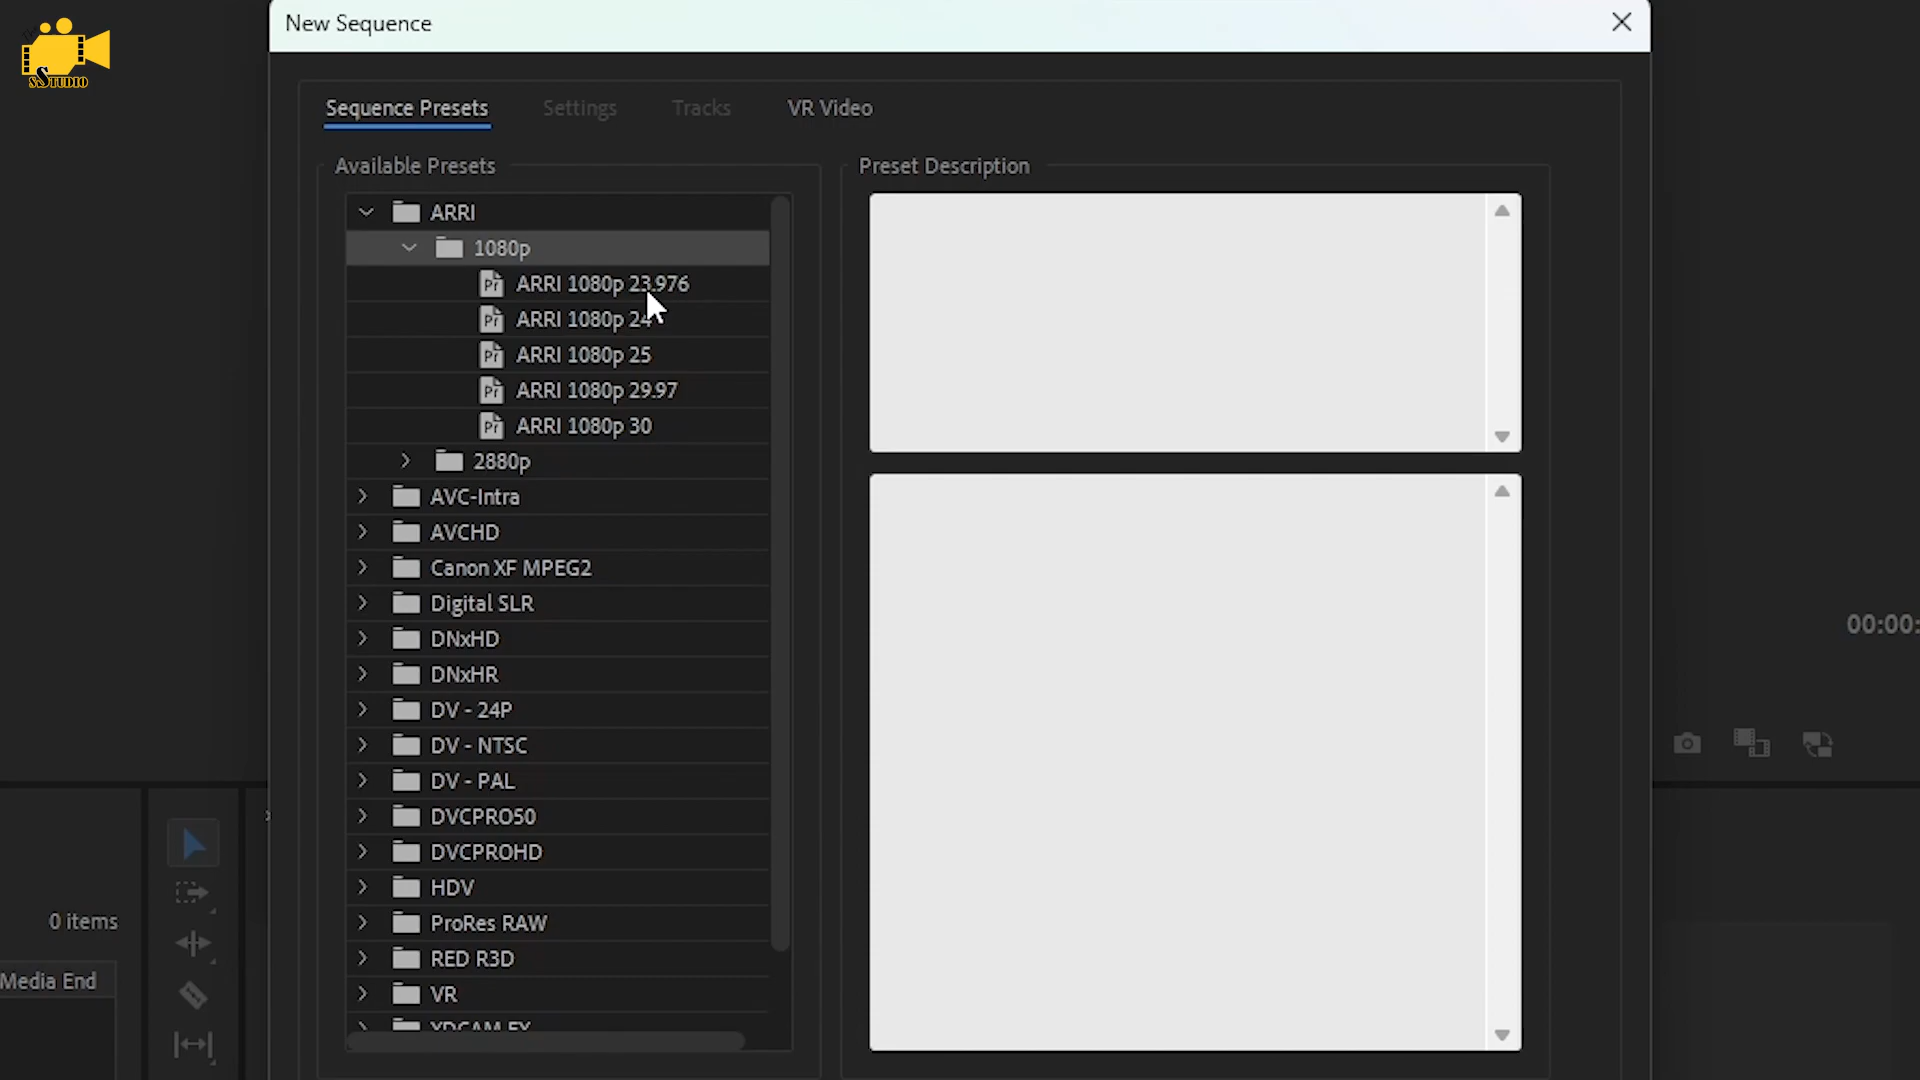 SSTUDIO
New Sequence
Sequence Presets
Settings
Tracks
VR Video
Available Presets
Preset Description
ARRI
1080p
ARRI 1080p 23.976
ARRI 1080p 24
ARRI 1080p 25
ARRI 1080p 29.97
ARRI 1080p 30
2880p
AVC-Intra
AVCHD
Canon XF MPEG2
Digital SLR
DNxHD
DNxHR
DV - 24P
DV - NTSC
DV - PAL
DVCPRO50
DVCPROHD
HDV
ProRes RAW
RED R3D
VR
XDCAM EX
00:00:
0 items
Media End